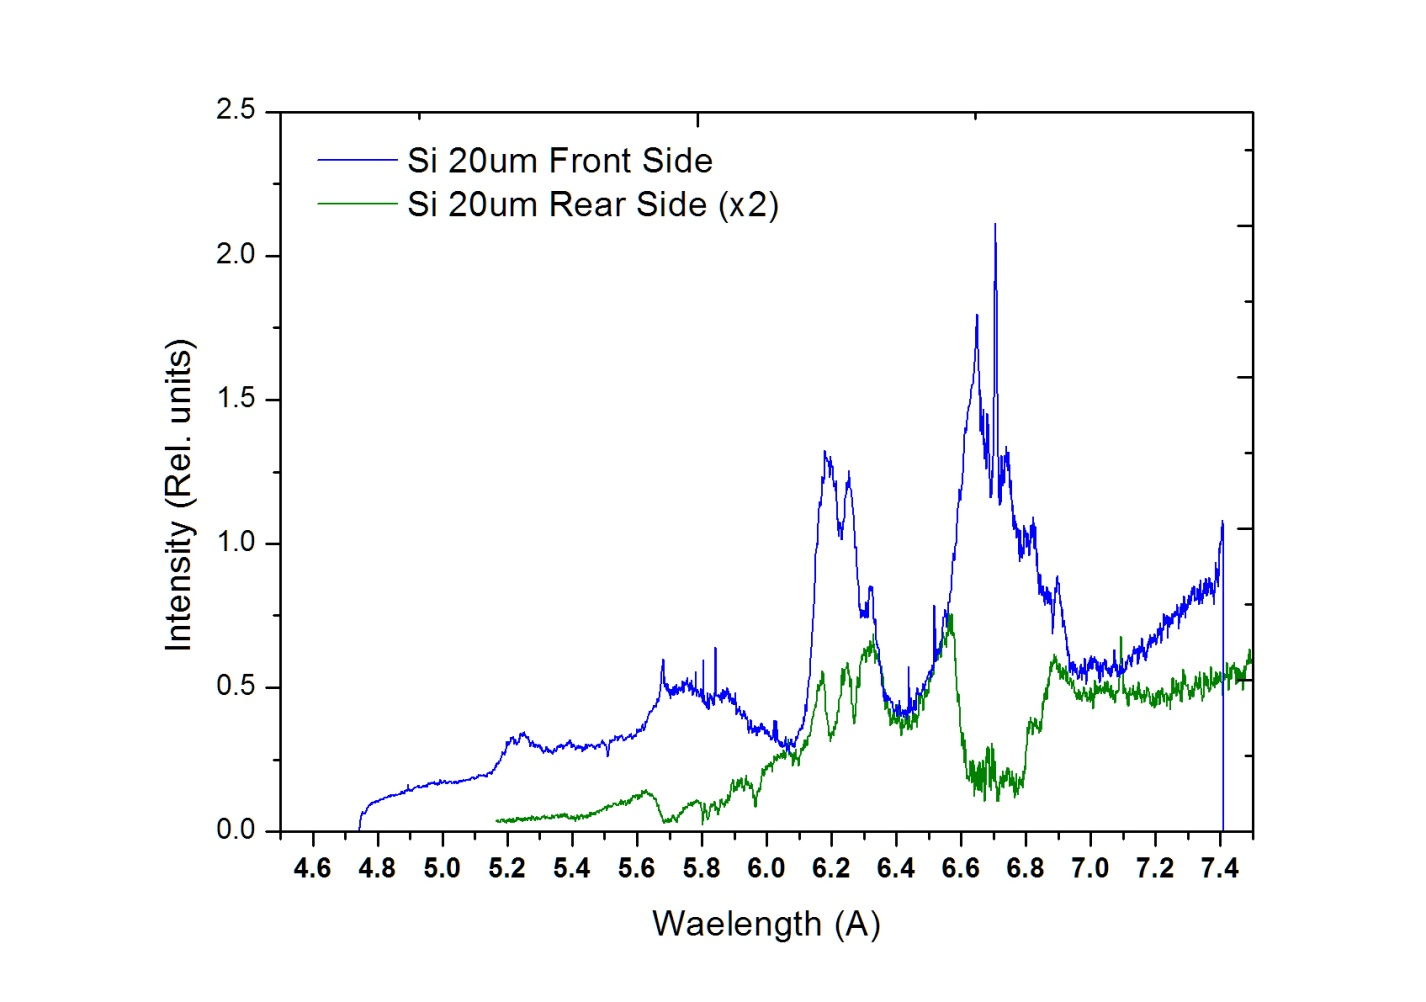 2.5
Si 20um Front Side
Si 20um Rear Side (x2)
2.0
1.5
1.0
0.5
0.0
Intensity (Rel. units)
4.6 4.8 5.0 5.2 5.4 5.6 5.8 6.0 6.2 6.4 6.6 6.8 7.0 7.2 7.4
Waelength (A)